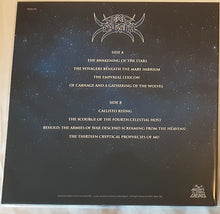 SIDE A
THE AWAKENING OF THE STARS
THE VOYAGERS BENEATH THE MARE IMBRIUM
THE EMPYREAL LEXICON
OF CARNAGE AND A GATHERING OF THE WOLVES
SIDE B
CALLISTO RISING
THE SCOURGE OF THE FOURTH CELESTIAL HOST
BEHOLD: THE ARMIES OF WAR DESCEND SCREAMING FROM THE HEAVENS!
THE THIRTEEN CRYPTICAL PROPHECIES OF MU